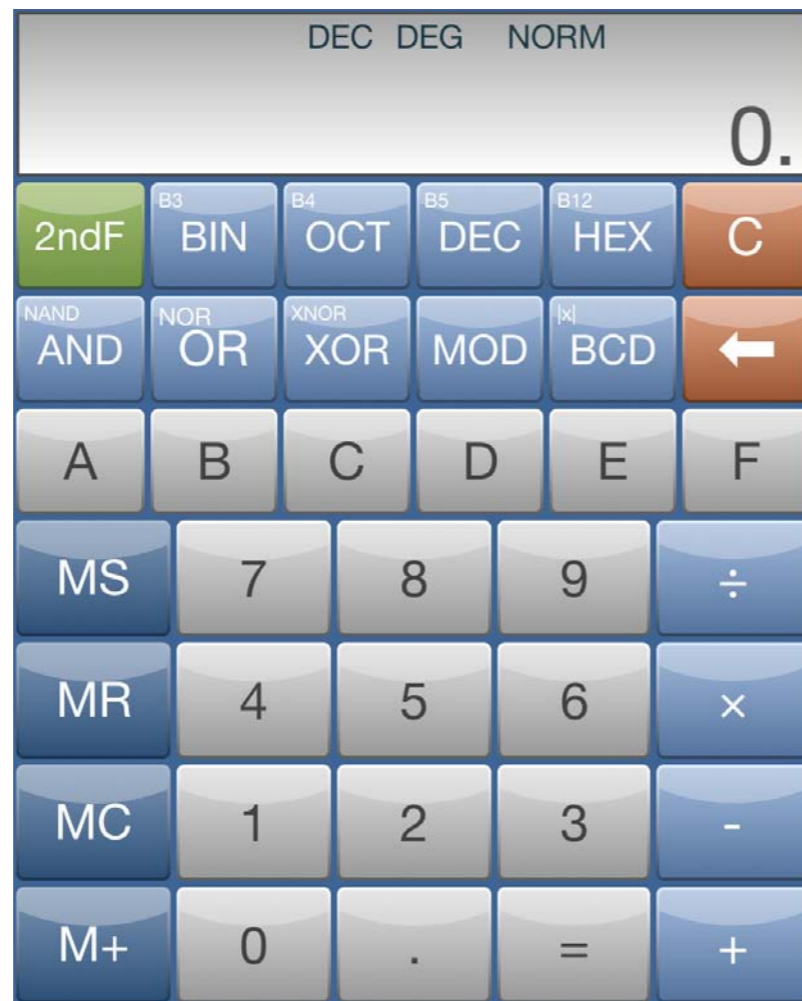 DEC DEG NORM
0.
2ndF B3 BIN B4 OCT B5 DEC B12 HEX C
NAND AND NOR OR XNOR XOR MOD |x| BCD
A B C D E F
MS 7 8 9 ÷
MR 4 5 6 ×
MC 1 2 3 -
M+ 0 . = +